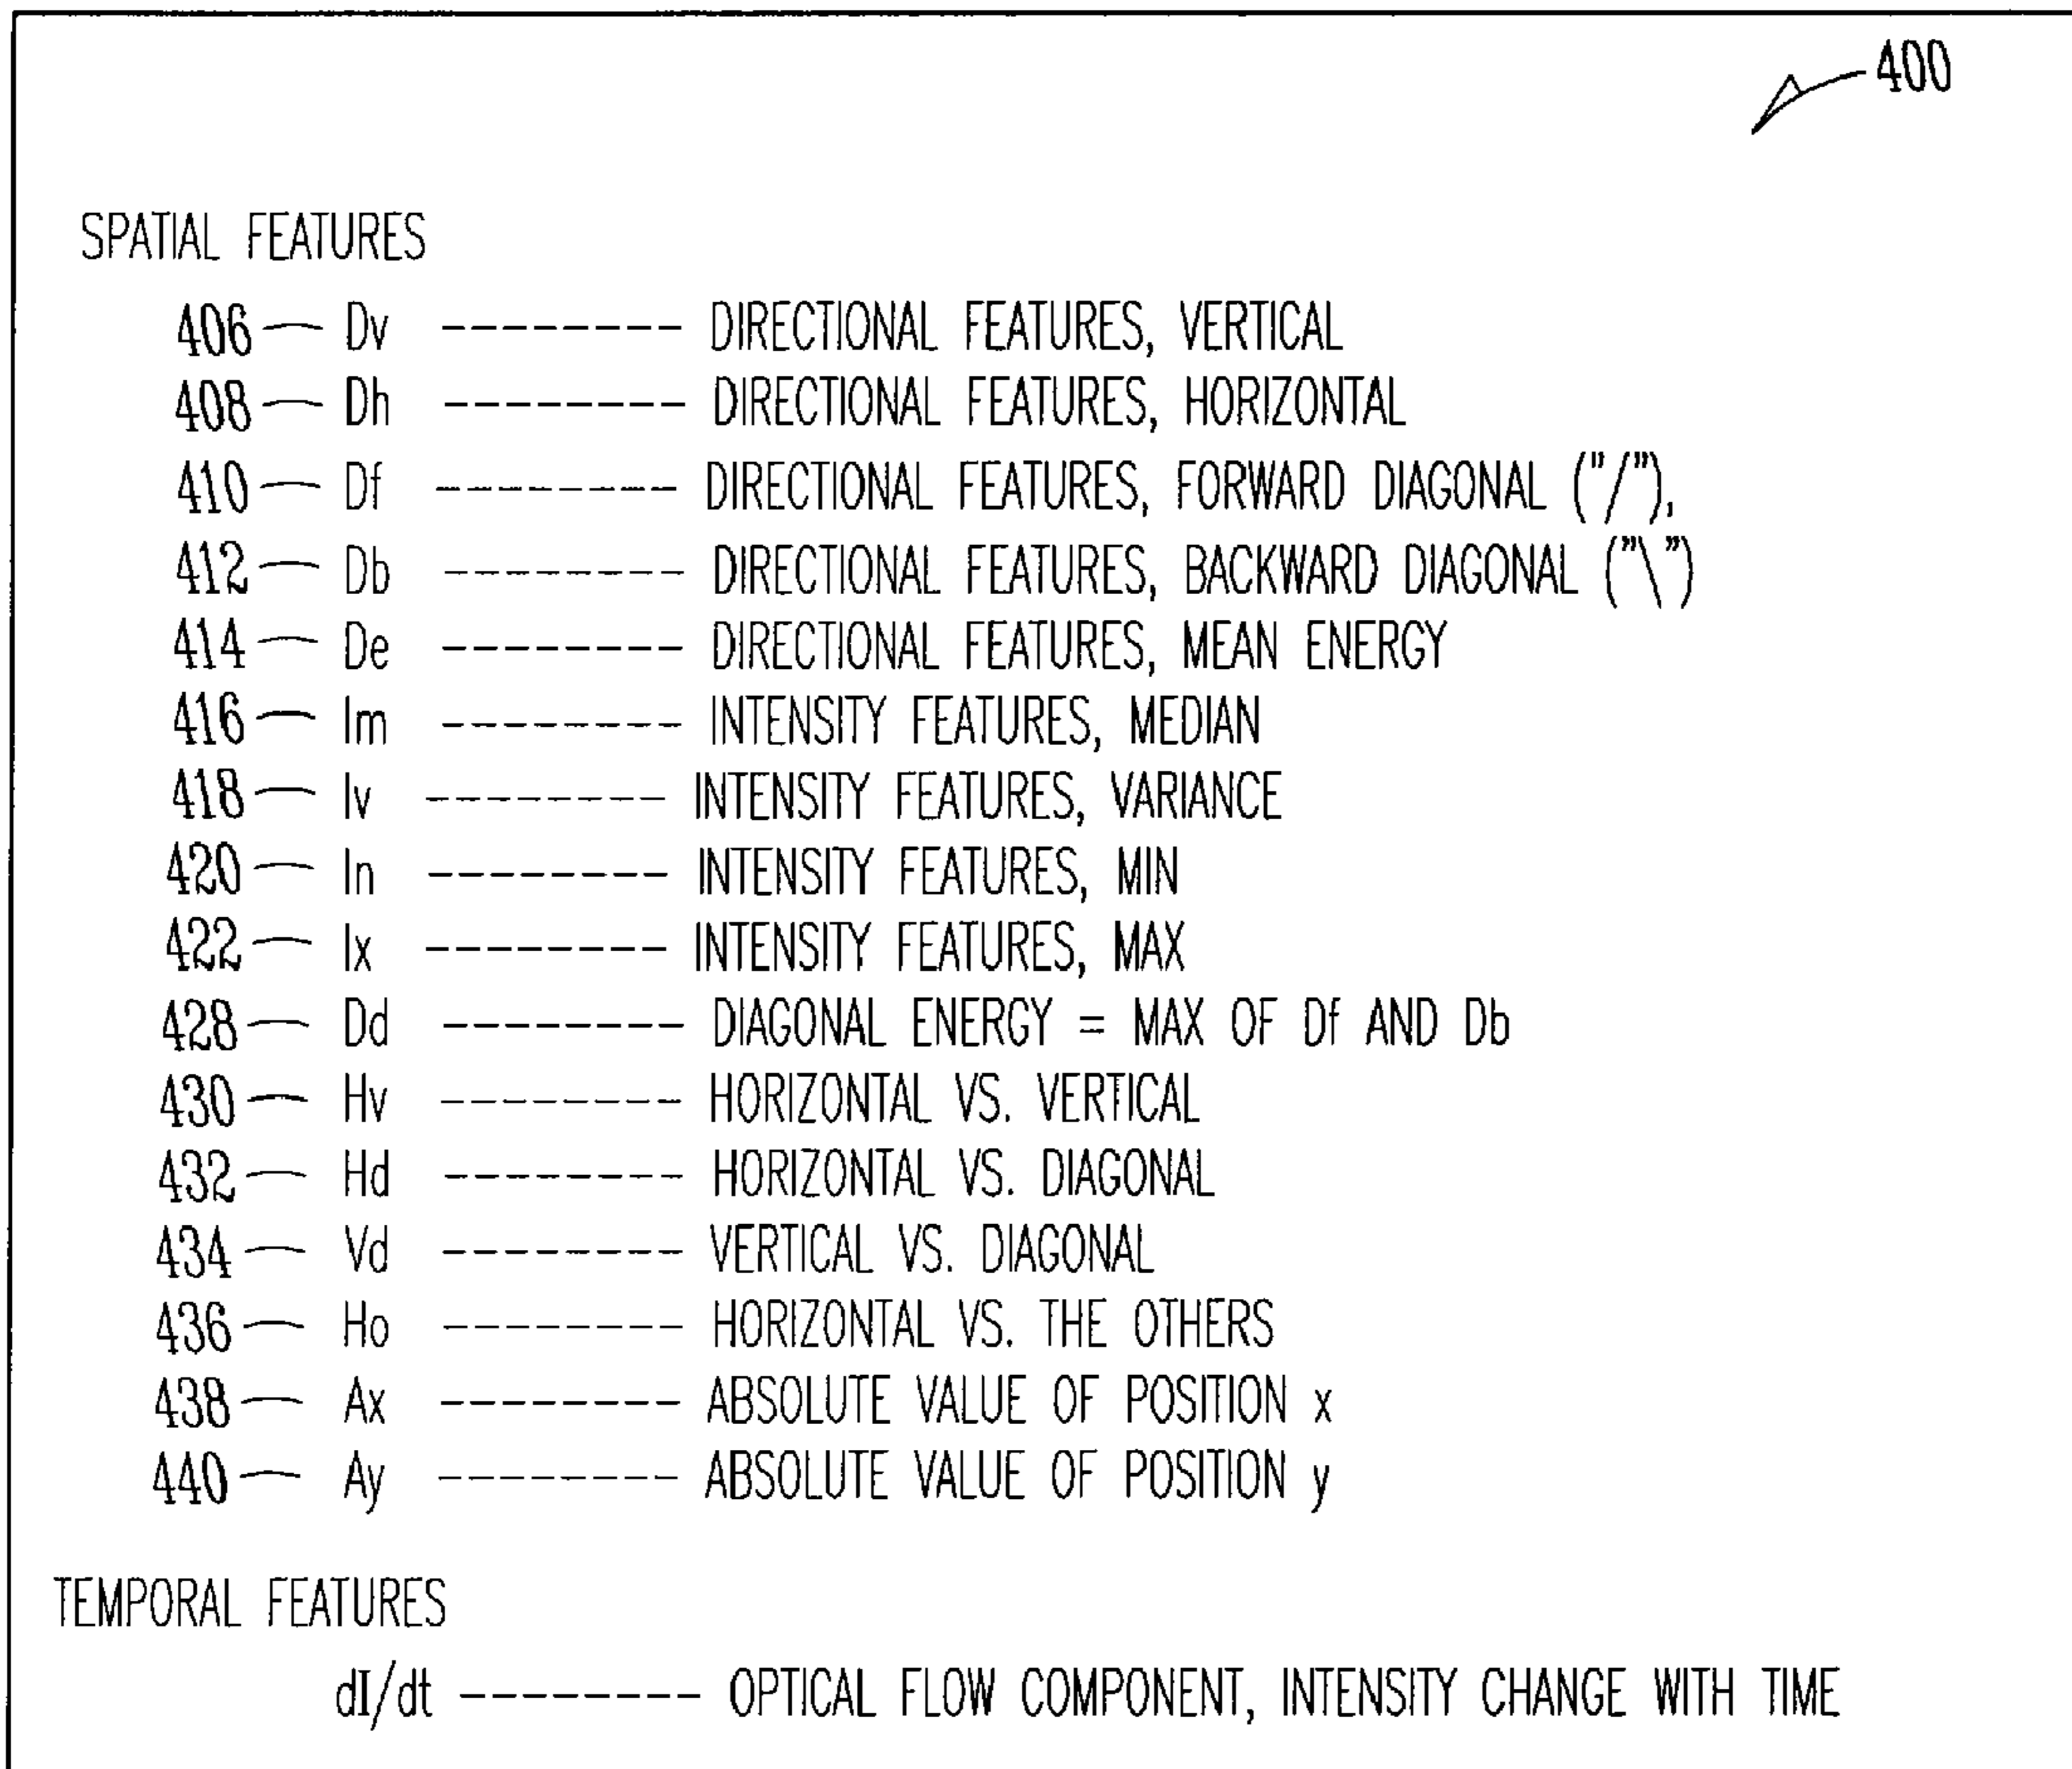 400
SPATIAL FEATURES
406 — Dv -------- DIRECTIONAL FEATURES, VERTICAL
408 — Dh -------- DIRECTIONAL FEATURES, HORIZONTAL
410 — Df -------- DIRECTIONAL FEATURES, FORWARD DIAGONAL ("/"),
412 — Db -------- DIRECTIONAL FEATURES, BACKWARD DIAGONAL ("\")
414 — De -------- DIRECTIONAL FEATURES, MEAN ENERGY
416 — Im -------- INTENSITY FEATURES, MEDIAN
418 — Iv -------- INTENSITY FEATURES, VARIANCE
420 — In -------- INTENSITY FEATURES, MIN
422 — Ix -------- INTENSITY FEATURES, MAX
428 — Dd -------- DIAGONAL ENERGY = MAX OF Df AND Db
430 — Hv -------- HORIZONTAL VS. VERTICAL
432 — Hd -------- HORIZONTAL VS. DIAGONAL
434 — Vd -------- VERTICAL VS. DIAGONAL
436 — Ho -------- HORIZONTAL VS. THE OTHERS
438 — Ax -------- ABSOLUTE VALUE OF POSITION x
440 — Ay -------- ABSOLUTE VALUE OF POSITION y
TEMPORAL FEATURES
dI/dt -------- OPTICAL FLOW COMPONENT, INTENSITY CHANGE WITH TIME